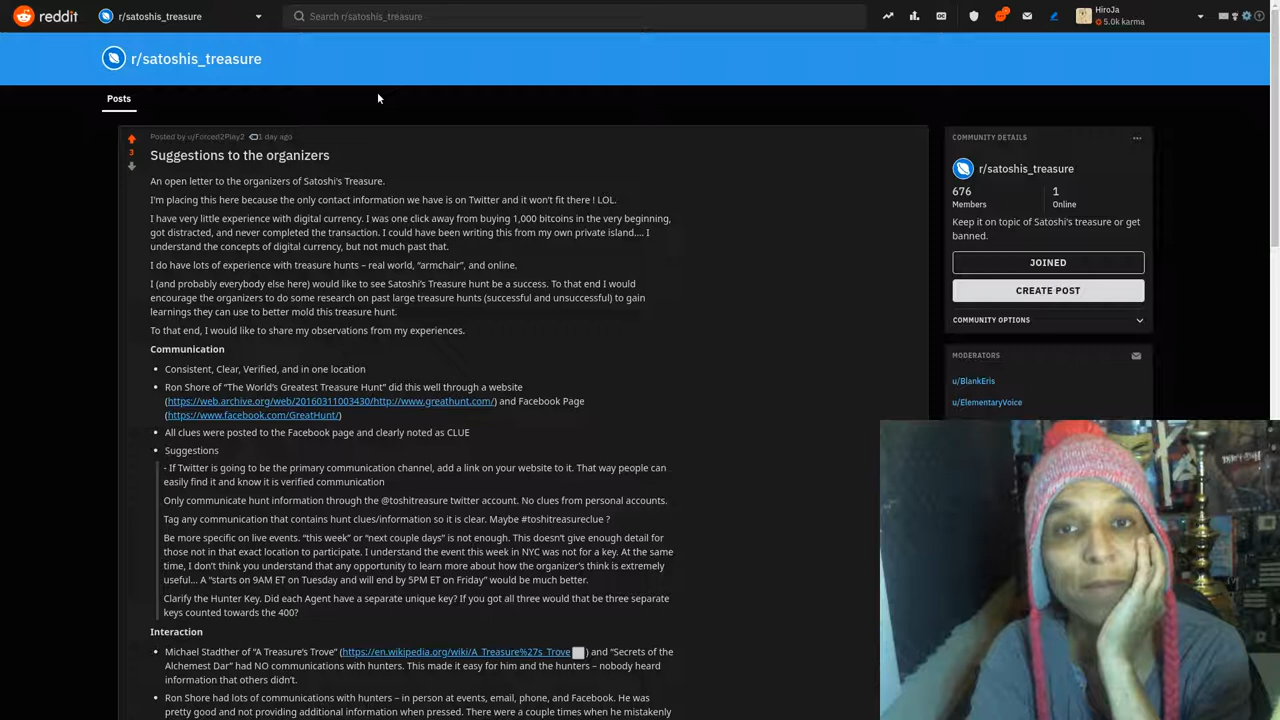 reddit
r/satoshis_treasure
Search r/satoshis_treasure
HiroJa
5.0k karma
r/satoshis_treasure
Posts
Posted by u/Forced2Play2 1 day ago
3
Suggestions to the organizers
An open letter to the organizers of Satoshi's Treasure.
I'm placing this here because the only contact information we have is on Twitter and it won't fit there ! LOL.
I have very little experience with digital currency. I was one click away from buying 1,000 bitcoins in the very beginning,
got distracted, and never completed the transaction. I could have been writing this from my own private island.... I
understand the concepts of digital currency, but not much past that.
I do have lots of experience with treasure hunts – real world, “armchair”, and online.
I (and probably everybody else here) would like to see Satoshi's Treasure hunt be a success. To that end I would
encourage the organizers to do some research on past large treasure hunts (successful and unsuccessful) to gain
learnings they can use to better mold this treasure hunt.
To that end, I would like to share my observations from my experiences.
Communication
• Consistent, Clear, Verified, and in one location
• Ron Shore of “The World’s Greatest Treasure Hunt” did this well through a website
(https://web.archive.org/web/20160311003430/http://www.greathunt.com/) and Facebook Page
(https://www.facebook.com/GreatHunt/)
• All clues were posted to the Facebook page and clearly noted as CLUE
• Suggestions
- If Twitter is going to be the primary communication channel, add a link on your website to it. That way people can
easily find it and know it is verified communication
Only communicate hunt information through the @toshitreasure twitter account. No clues from personal accounts.
Tag any communication that contains hunt clues/information so it is clear. Maybe #toshitreasureclue ?
Be more specific on live events. “this week” or “next couple days” is not enough. This doesn't give enough detail for
those not in that exact location to participate. I understand the event this week in NYC was not for a key. At the same
time, I don't think you understand that any opportunity to learn more about how the organizer's think is extremely
useful... A “starts on 9AM ET on Tuesday and will end by 5PM ET on Friday” would be much better.
Clarify the Hunter Key. Did each Agent have a separate unique key? If you got all three would that be three separate
keys counted towards the 400?
Interaction
• Michael Stadther of “A Treasure’s Trove” (https://en.wikipedia.org/wiki/A_Treasure%27s_Trove ) and “Secrets of the
Alchemest Dar” had NO communications with hunters. This made it easy for him and the hunters – nobody heard
information that others didn't.
• Ron Shore had lots of communications with hunters – in person at events, email, phone, and Facebook. He was
pretty good and not providing additional information when pressed. There were a couple times when he mistakenly
COMMUNITY DETAILS
r/satoshis_treasure
676
Members
1
Online
Keep it on topic of Satoshi's treasure or get
banned.
JOINED
CREATE POST
COMMUNITY OPTIONS
MODERATORS
u/BlankEris
u/ElementaryVoice